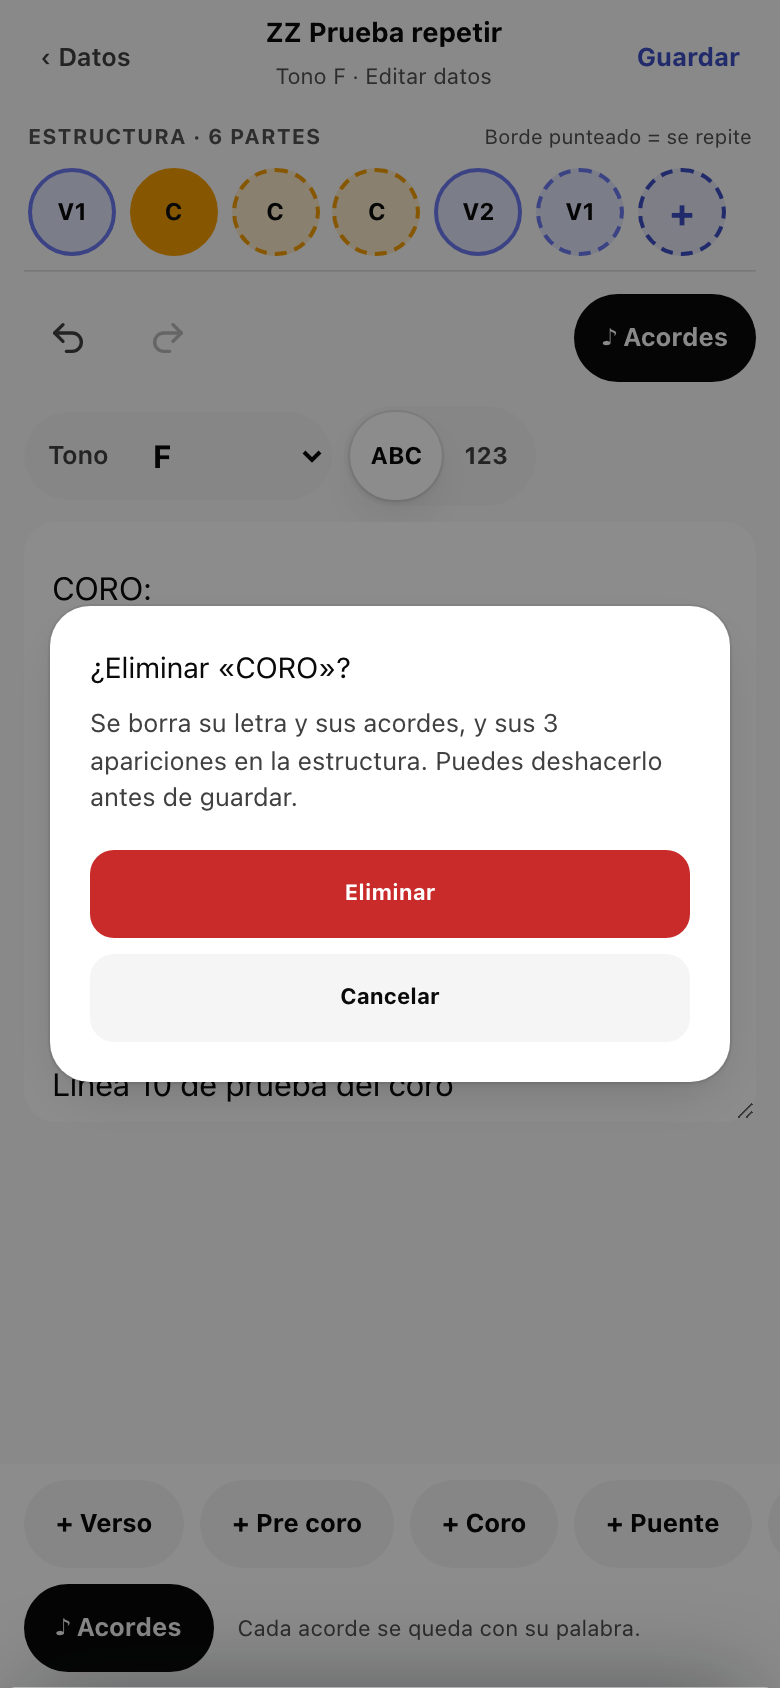 ZZ Prueba repetir
‹ Datos
Guardar
Tono F · Editar datos
ESTRUCTURA · 6 PARTES
Borde punteado = se repite
V1 C C C V2 V1 +
♪ Acordes
Tono F ABC 123
CORO:
¿Eliminar «CORO»?
Se borra su letra y sus acordes, y sus 3
apariciones en la estructura. Puedes deshacerlo
antes de guardar.
Eliminar
Cancelar
Línea 10 de prueba del coro
+ Verso + Pre coro + Coro + Puente
♪ Acordes Cada acorde se queda con su palabra.